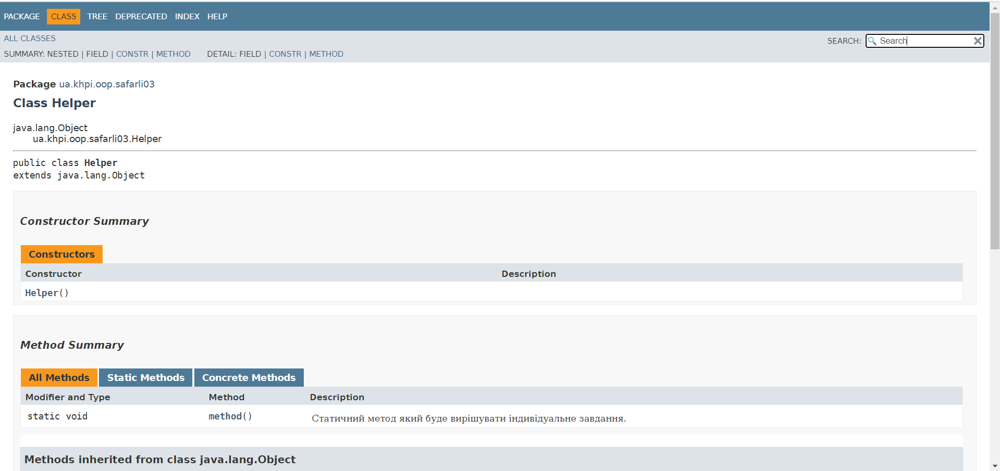 PACKAGE CLASS TREE DEPRECATED INDEX HELP
ALL CLASSES
SEARCH: Search
SUMMARY: NESTED | FIELD | CONSTR | METHOD DETAIL: FIELD | CONSTR | METHOD
Package ua.khpi.oop.safarli03
Class Helper
java.lang.Object
ua.khpi.oop.safarli03.Helper
public class Helper
extends java.lang.Object
Constructor Summary
Constructors
Constructor Description
Helper()
Method Summary
All Methods Static Methods Concrete Methods
Modifier and Type Method Description
static void method() Статичний метод який буде вирішувати індивідуальне завдання.
Methods inherited from class java.lang.Object